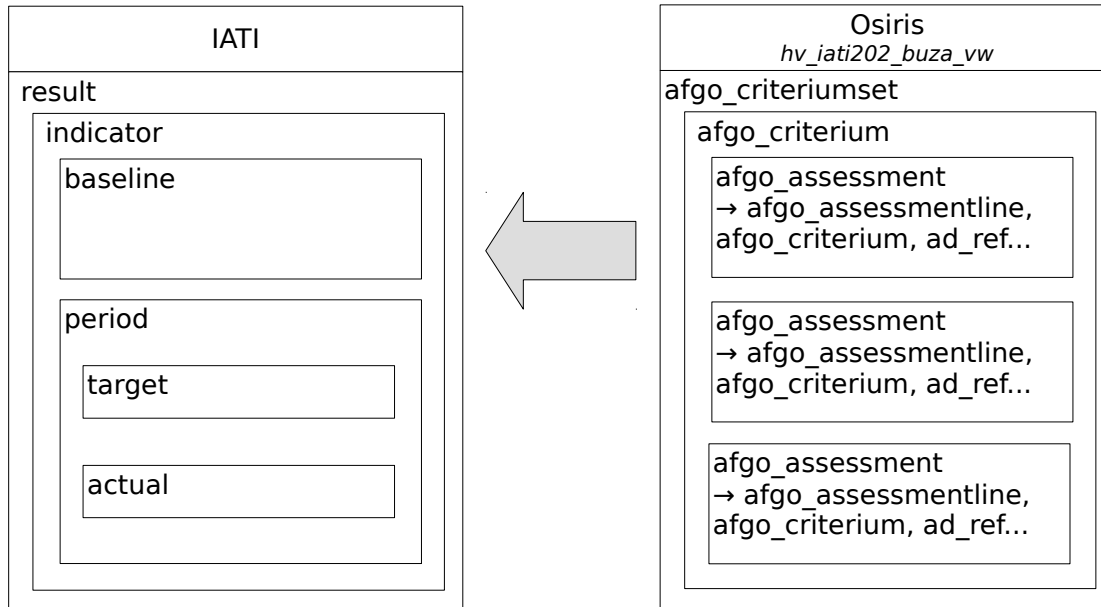 IATI
result
indicator
baseline
period
target
actual
Osiris
hv_iati202_buza_vw
afgo_criteriumset
afgo_criterium
afgo_assessment
→ afgo_assessmentline,
afgo_criterium, ad_ref...
afgo_assessment
→ afgo_assessmentline,
afgo_criterium, ad_ref...
afgo_assessment
→ afgo_assessmentline,
afgo_criterium, ad_ref...